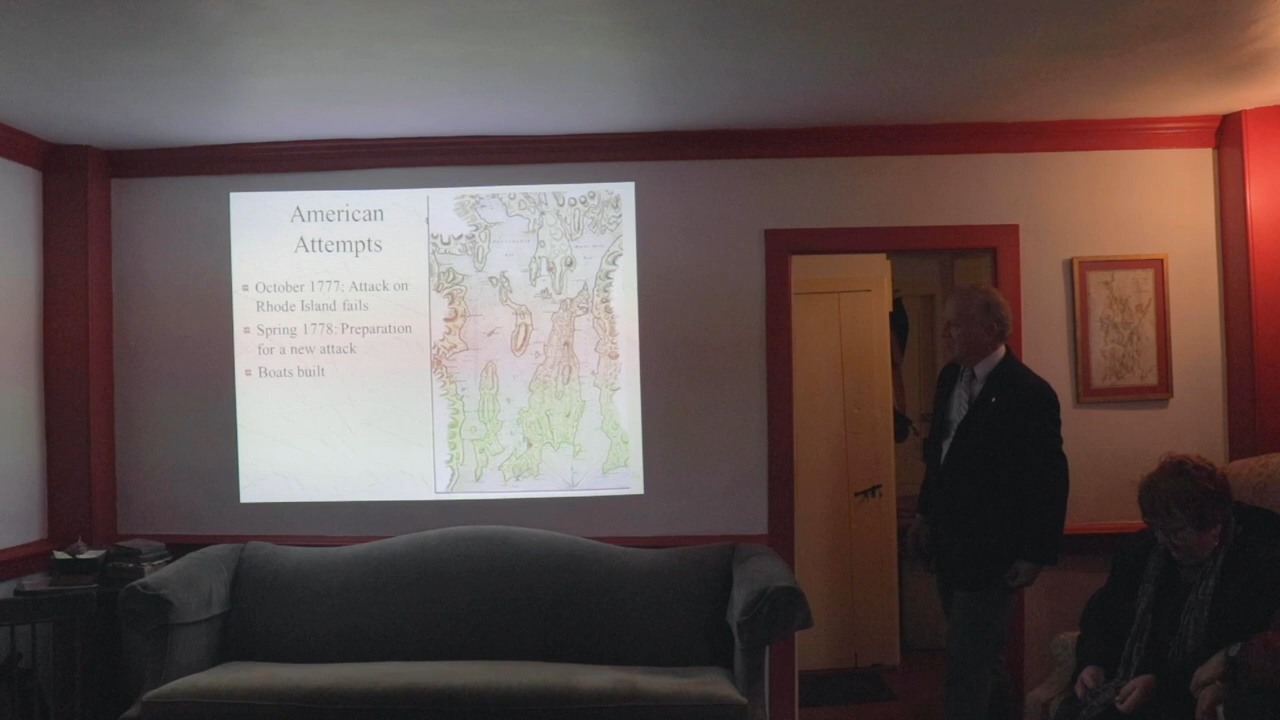 American
Attempts
October 1777: Attack on
Rhode Island fails
Spring 1778: Preparation
for a new attack
Boats built